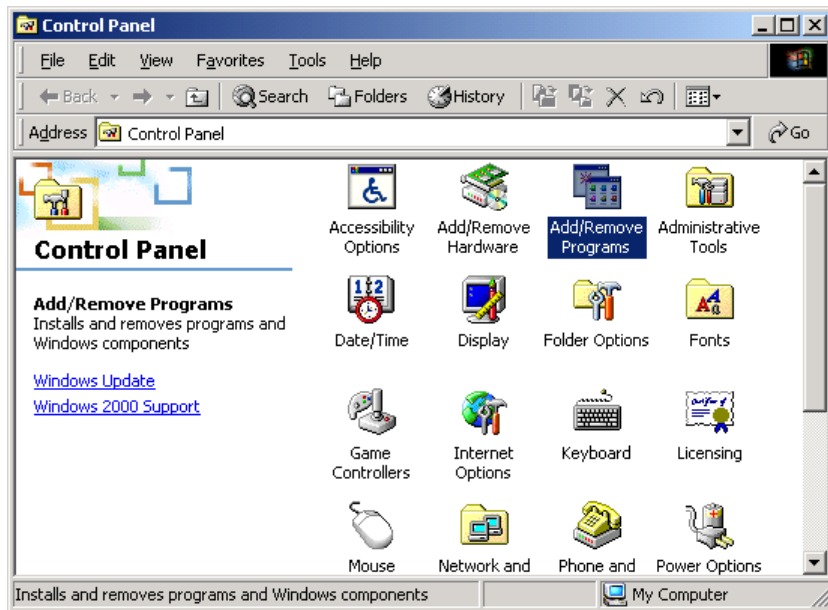 Control Panel
File Edit View Favorites Tools Help
Back Search Folders History
Address Control Panel Go
Control Panel
Add/Remove Programs
Installs and removes programs and
Windows components
Windows Update
Windows 2000 Support
Accessibility Options
Add/Remove Hardware
Add/Remove Programs
Administrative Tools
Date/Time
Display
Folder Options
Fonts
Game Controllers
Internet Options
Keyboard
Licensing
Mouse
Network and
Phone and
Power Options
Installs and removes programs and Windows components
My Computer